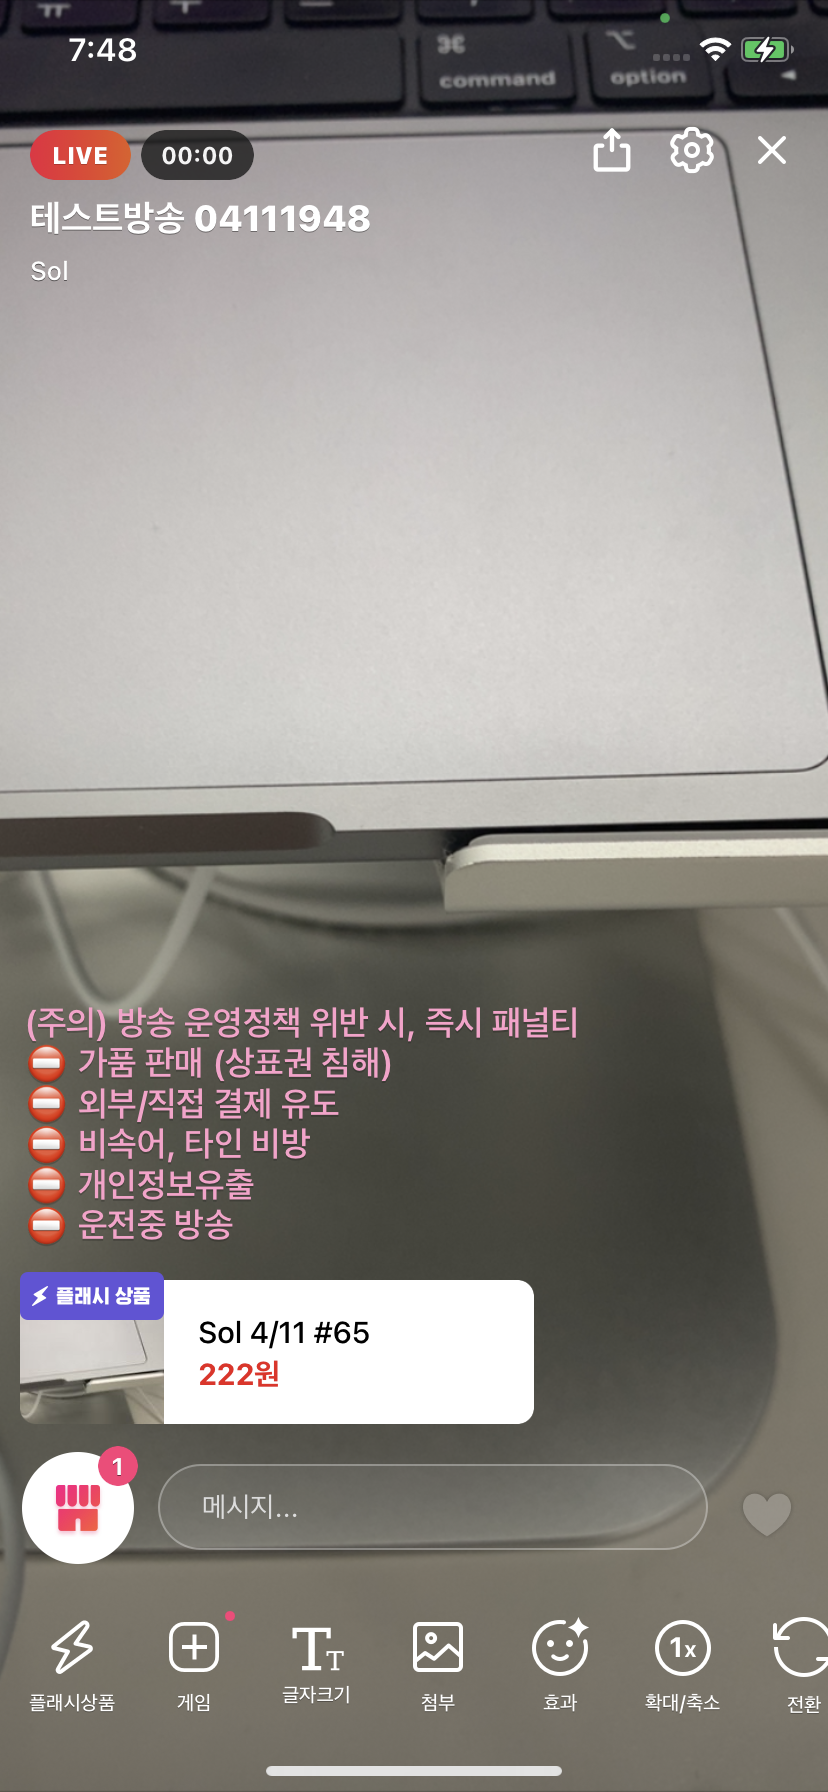 7:48
⌘
command
option
LIVE
00:00
테스트방송 04111948
Sol
(주의) 방송 운영정책 위반 시, 즉시 패널티
⛔ 가품 판매 (상표권 침해)
⛔ 외부/직접 결제 유도
⛔ 비속어, 타인 비방
⛔ 개인정보유출
⛔ 운전중 방송
⚡ 플래시 상품
Sol 4/11 #65
222원
1
메시지...
플래시상품
게임
글자크기
첨부
효과
1x
확대/축소
전환